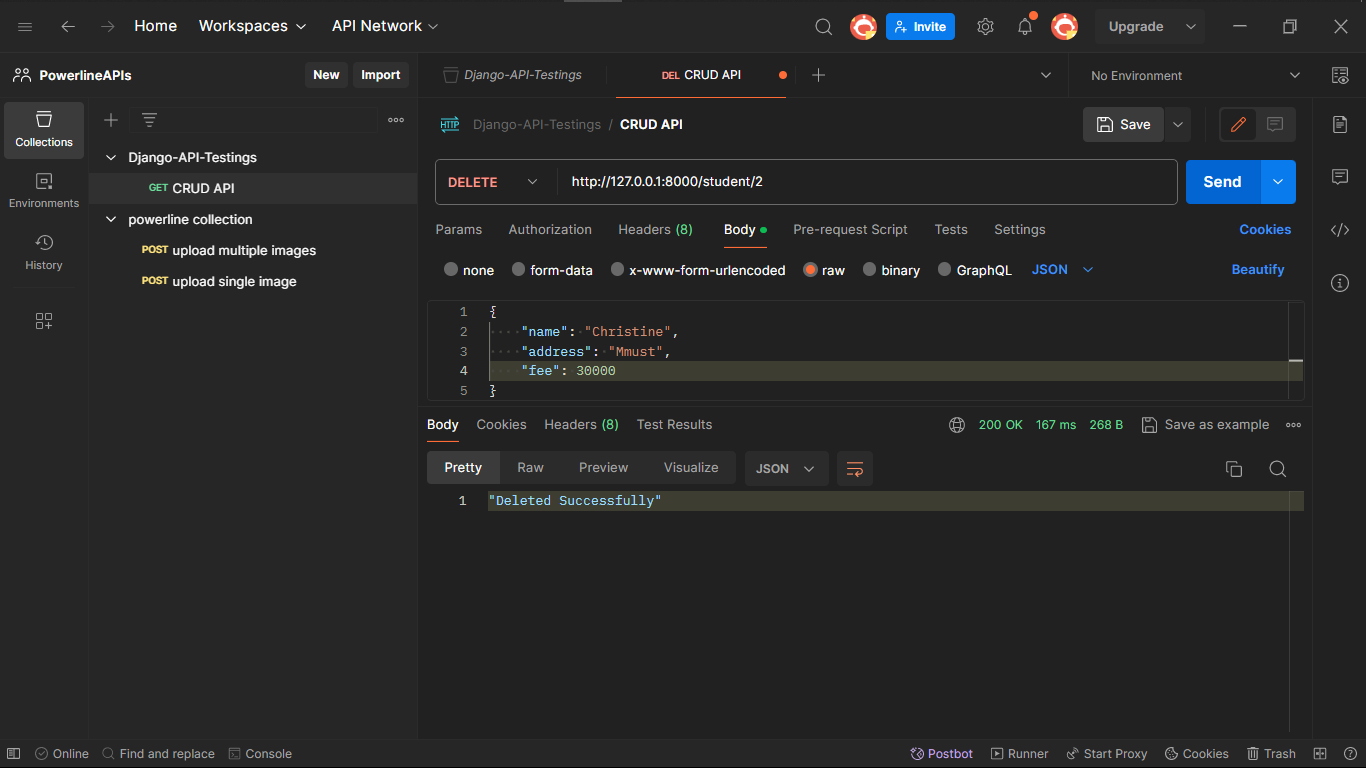 Home Workspaces API Network Invite Upgrade
PowerlineAPIs New Import Django-API-Testings DEL CRUD API No Environment
Collections
Environments
History
Django-API-Testings
GET CRUD API
powerline collection
POST upload multiple images
POST upload single image
HTTP Django-API-Testings / CRUD API Save
DELETE http://127.0.0.1:8000/student/2 Send
Params Authorization Headers (8) Body Pre-request Script Tests Settings Cookies
none form-data x-www-form-urlencoded raw binary GraphQL JSON Beautify
1 {
2 "name": "Christine",
3 "address": "Mmust",
4 "fee": 30000
5 }
Body Cookies Headers (8) Test Results 200 OK 167 ms 268 B Save as example
Pretty Raw Preview Visualize JSON
1 "Deleted Successfully"
Online Find and replace Console Postbot Runner Start Proxy Cookies Trash